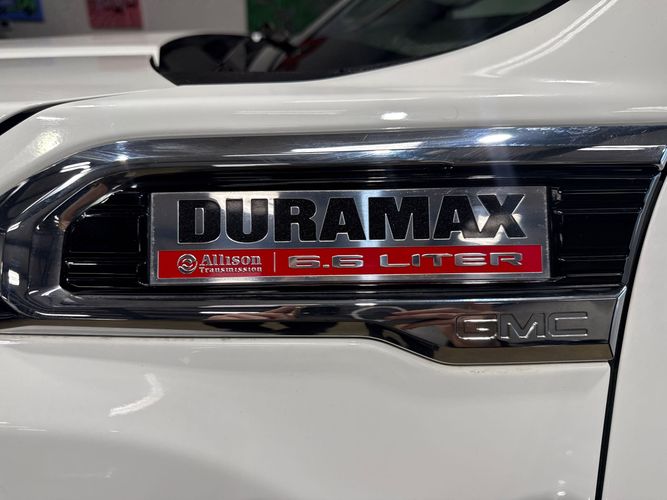 DURAMAX
Allison Transmission | 6.6 LITER
GMC